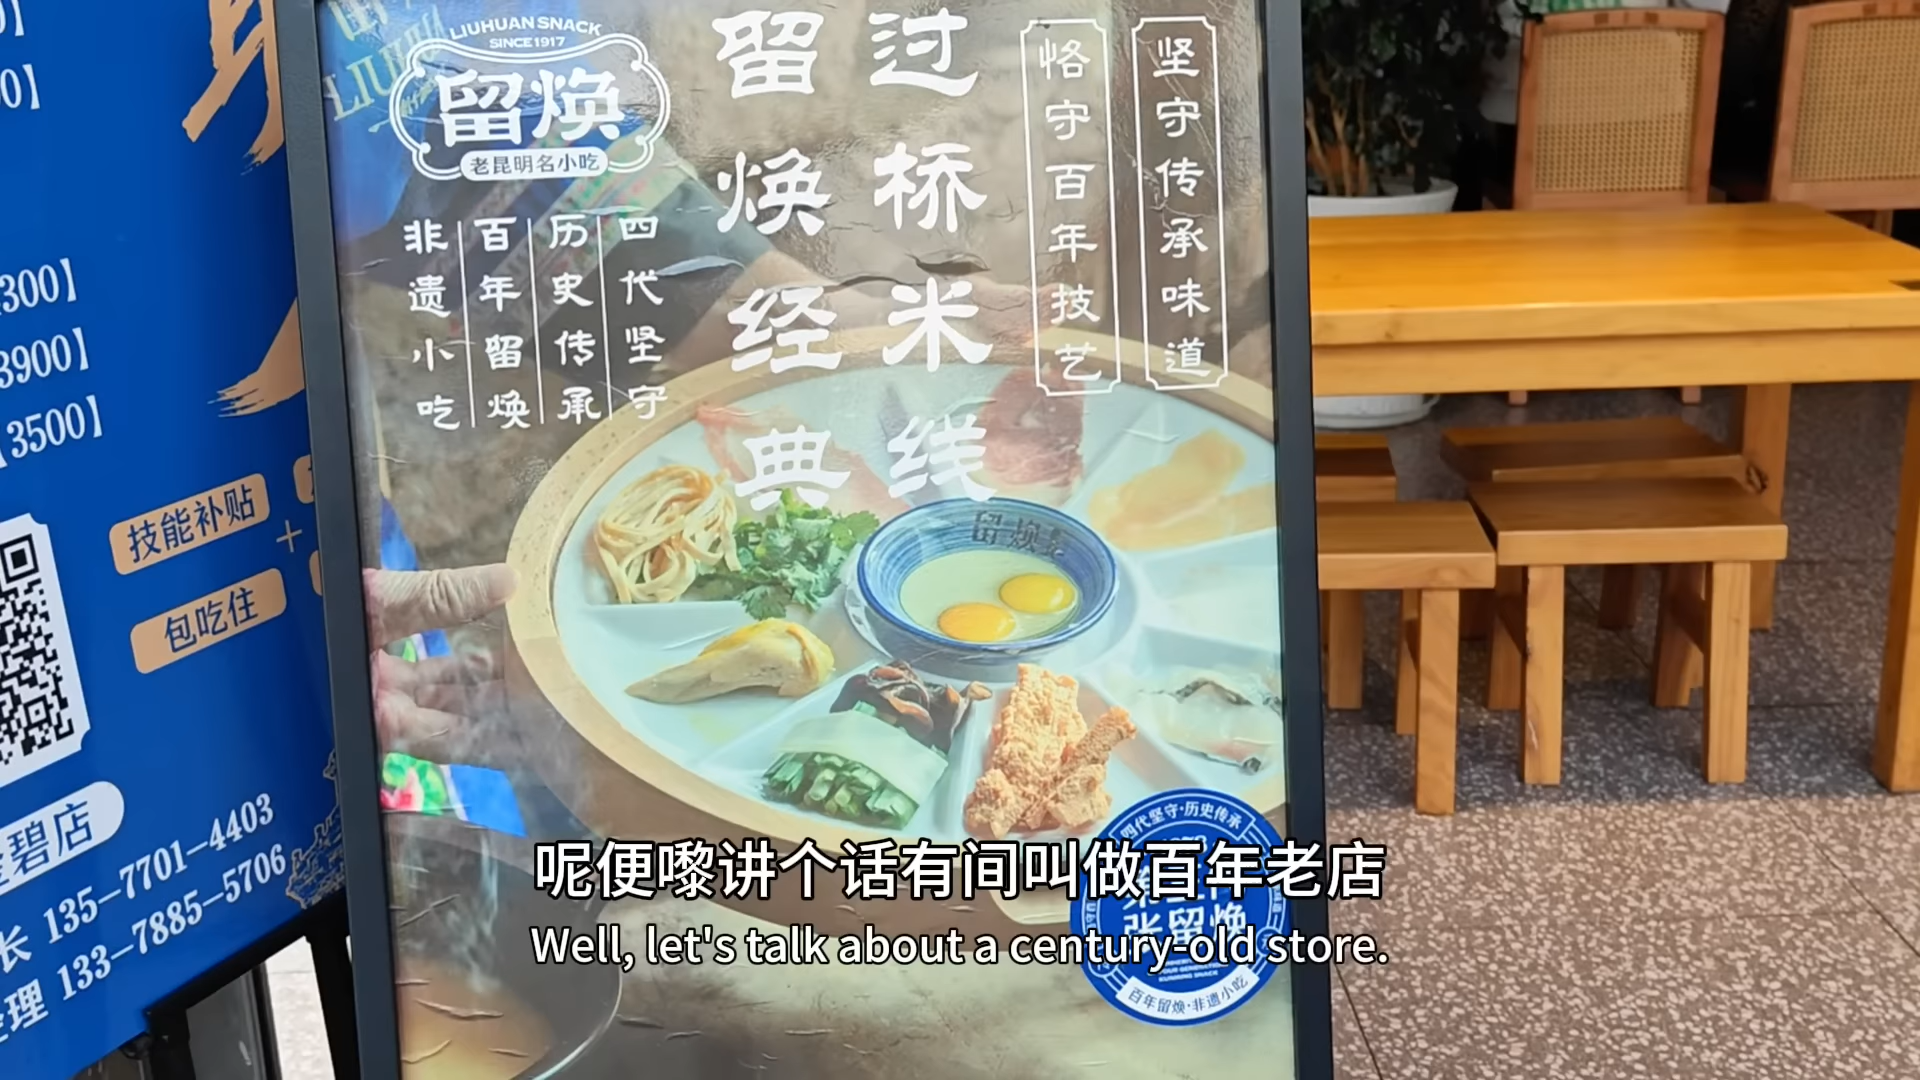 300】
3900】
【3500】
技能补贴
+
包吃住
碧店
长 135-7701-4403
理 133-7885-5706
LIUHUAN SNACK
SINCE 1917
留焕
老昆明名小吃
坚守传承味道
恪守百年技艺
过桥米线
留焕经典
四代坚守
历史传承
百年留焕
非遗小吃
四代坚守·历史传承
张留焕
百年留焕·非遗小吃
呢便嚟讲个话有间叫做百年老店
Well, let's talk about a century-old store.